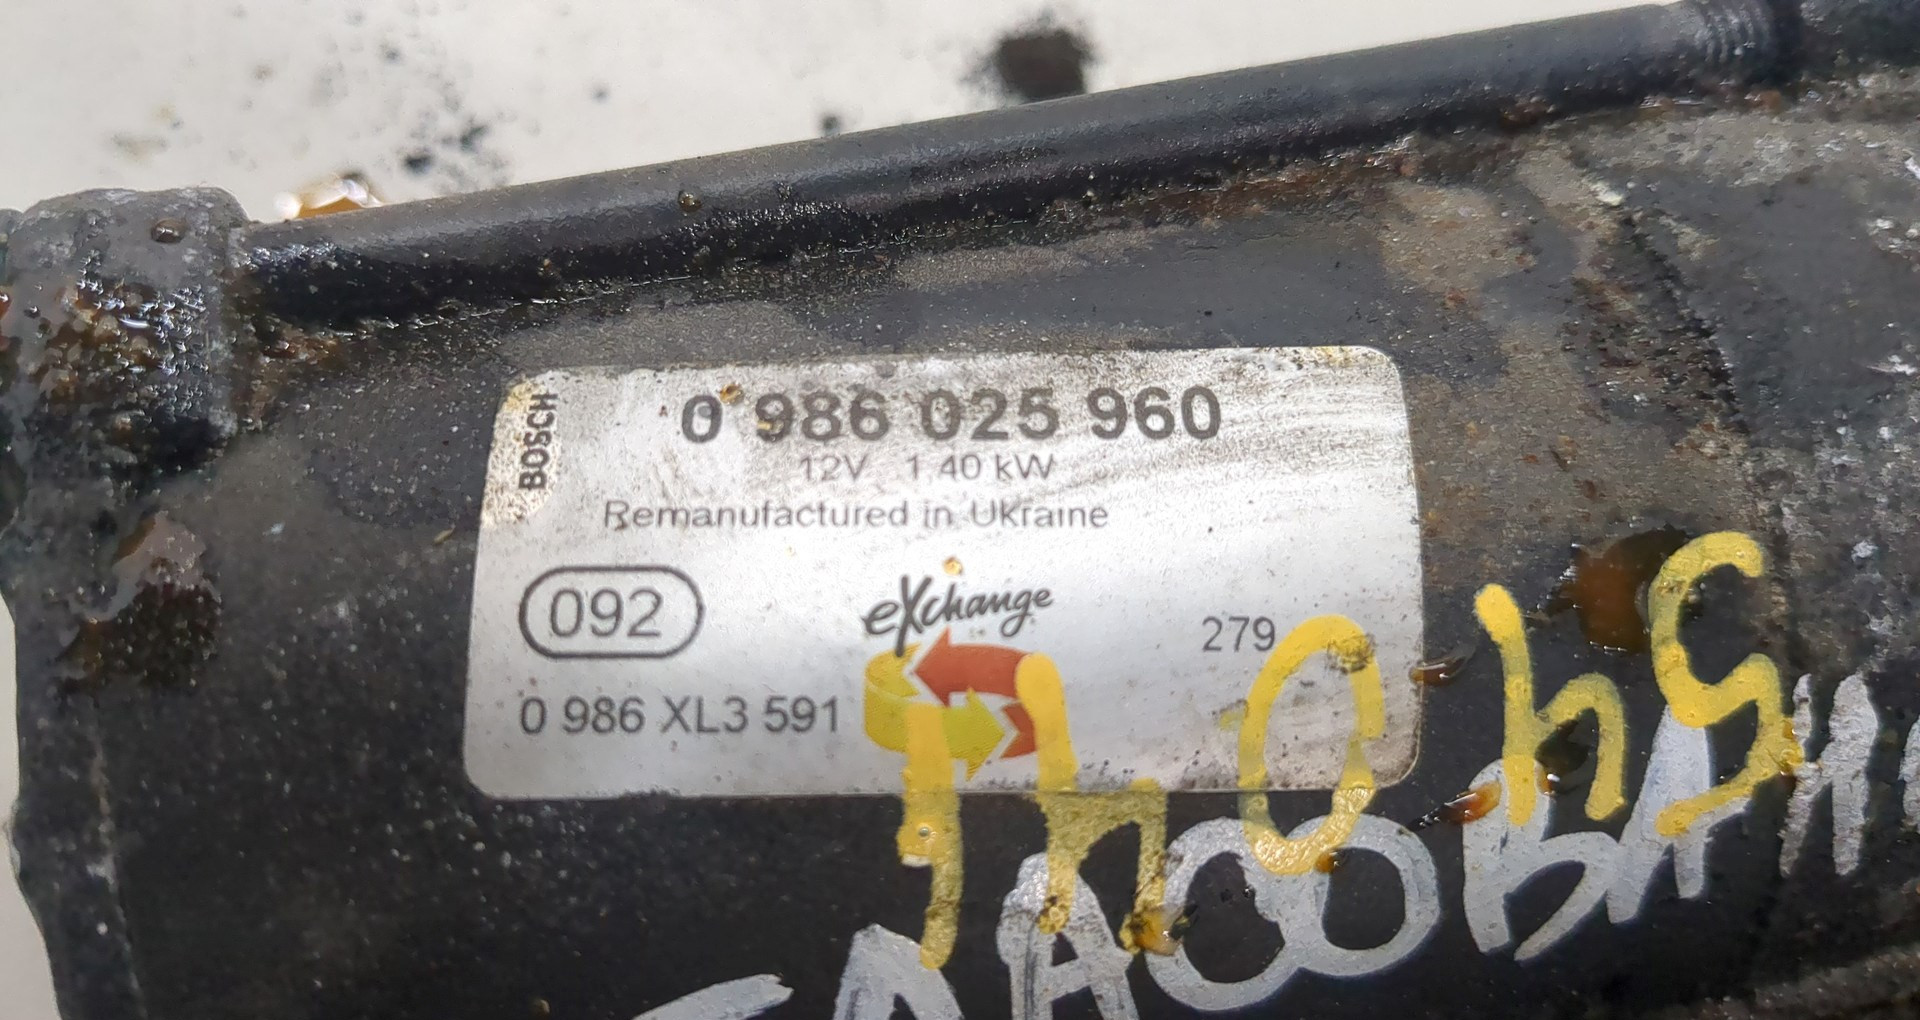 BOSCH
0 986 025 960
12V 1,40 kW
Remanufactured in Ukraine
092
eXchange
279
0 986 XL3 591